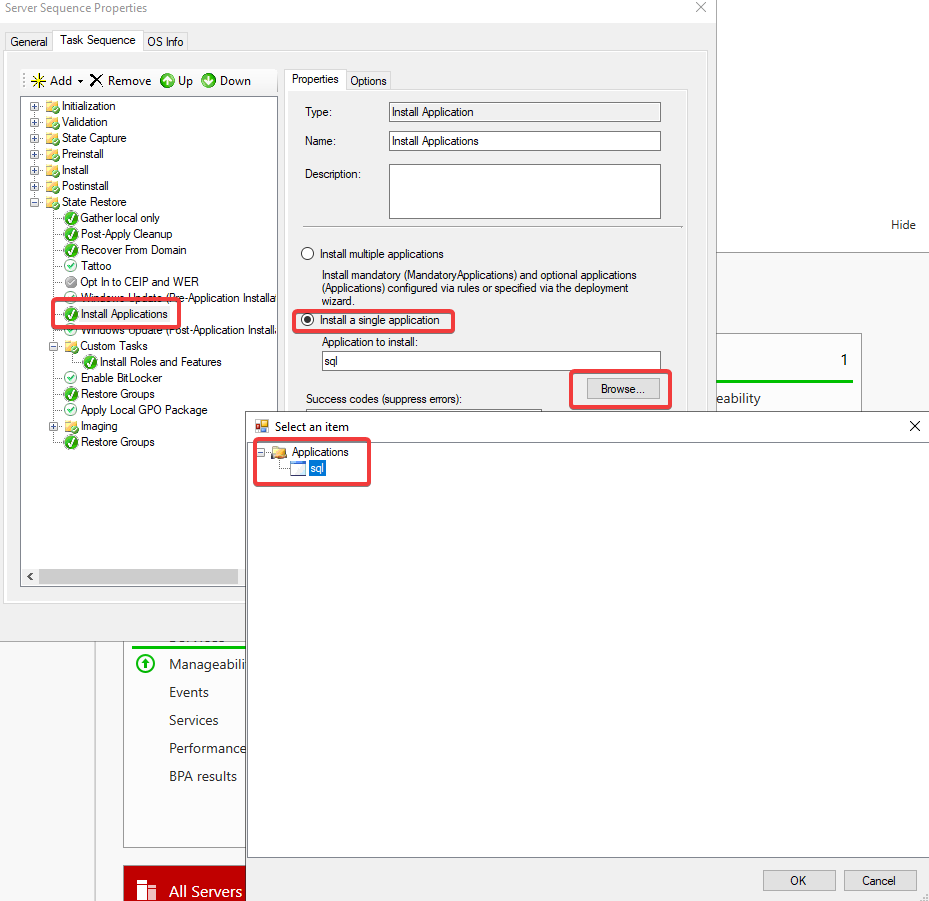 Server Sequence Properties
General
Task Sequence
OS Info
Add
Remove
Up
Down
Initialization
Validation
State Capture
Preinstall
Install
Postinstall
State Restore
Gather local only
Post-Apply Cleanup
Recover From Domain
Tattoo
Opt In to CEIP and WER
Windows Update (Pre-Application Installa
Install Applications
Windows Update (Post-Application Install
Custom Tasks
Install Roles and Features
Enable BitLocker
Restore Groups
Apply Local GPO Package
Imaging
Restore Groups
Properties
Options
Type:
Install Application
Name:
Install Applications
Description:
Install multiple applications
Install mandatory (MandatoryApplications) and optional applications
(Applications) configured via rules or specified via the deployment
wizard.
Install a single application
Application to install:
sql
Browse...
Success codes (suppress errors):
Hide
1
eability
Select an item
Applications
sql
OK
Cancel
Manageabili
Events
Services
Performance
BPA results
All Servers